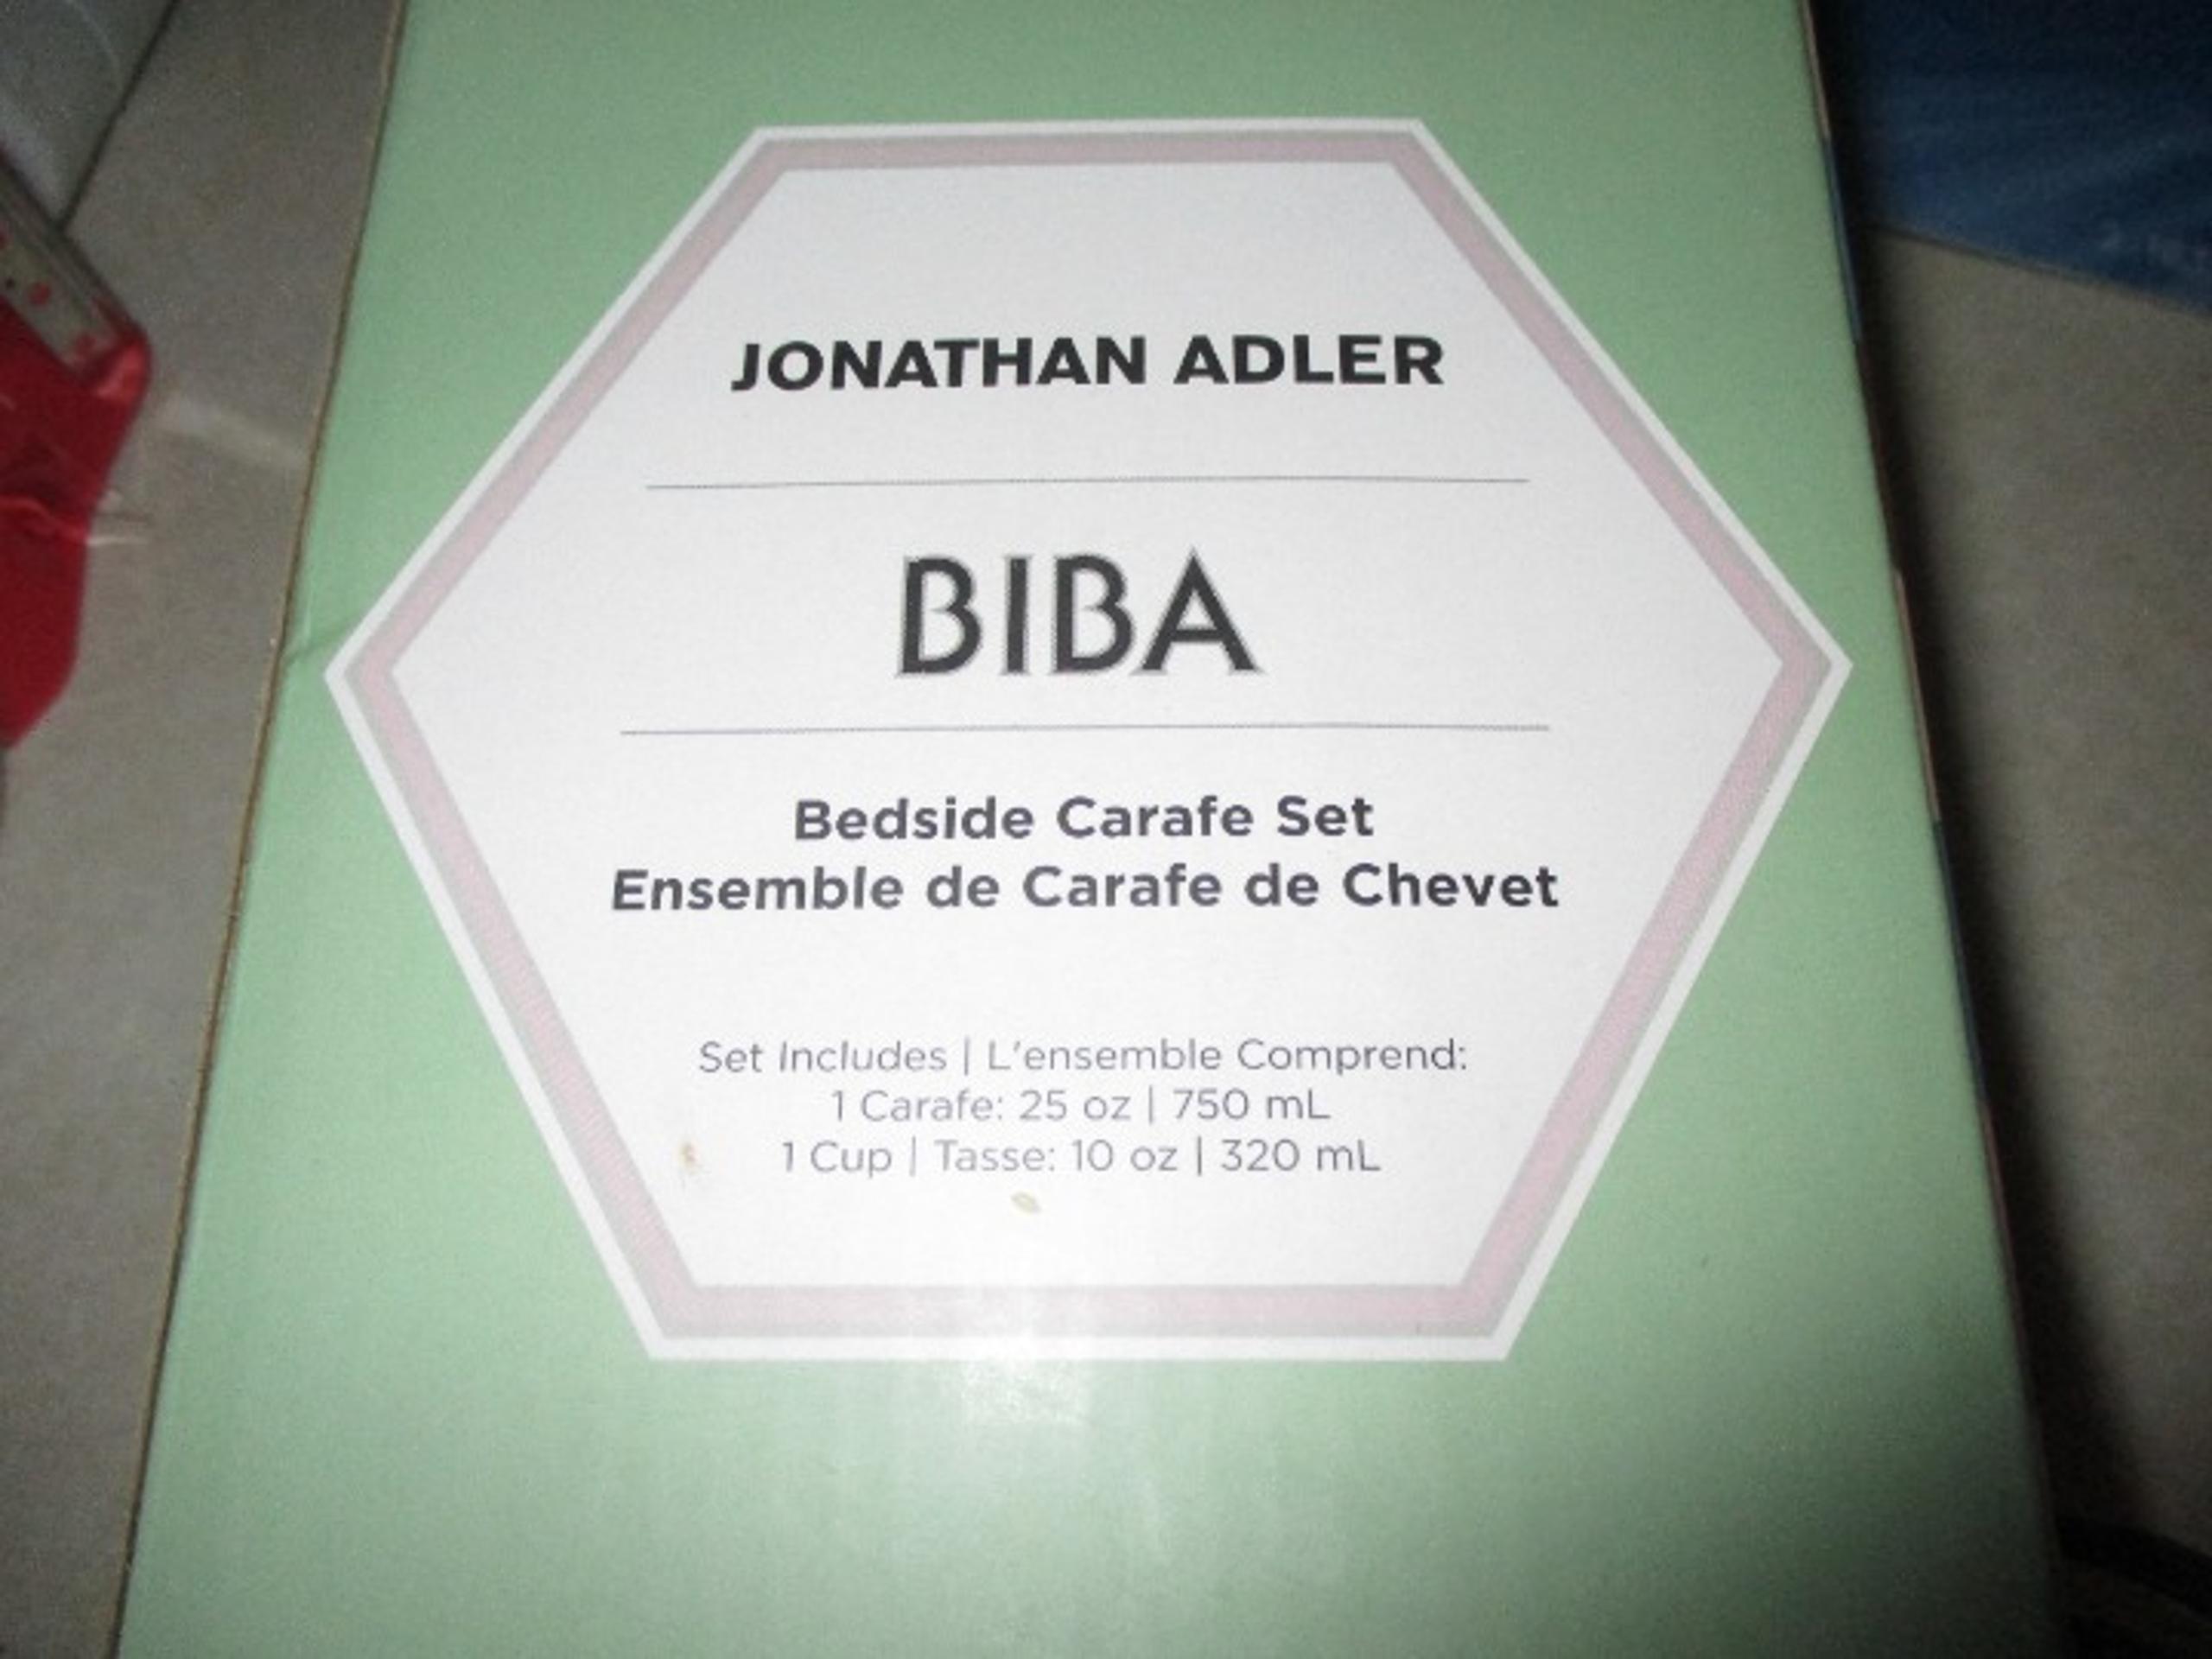 JONATHAN ADLER
BIBA
Bedside Carafe Set
Ensemble de Carafe de Chevet
Set Includes | L'ensemble Comprend:
1 Carafe: 25 oz | 750 mL
1 Cup | Tasse: 10 oz | 320 mL